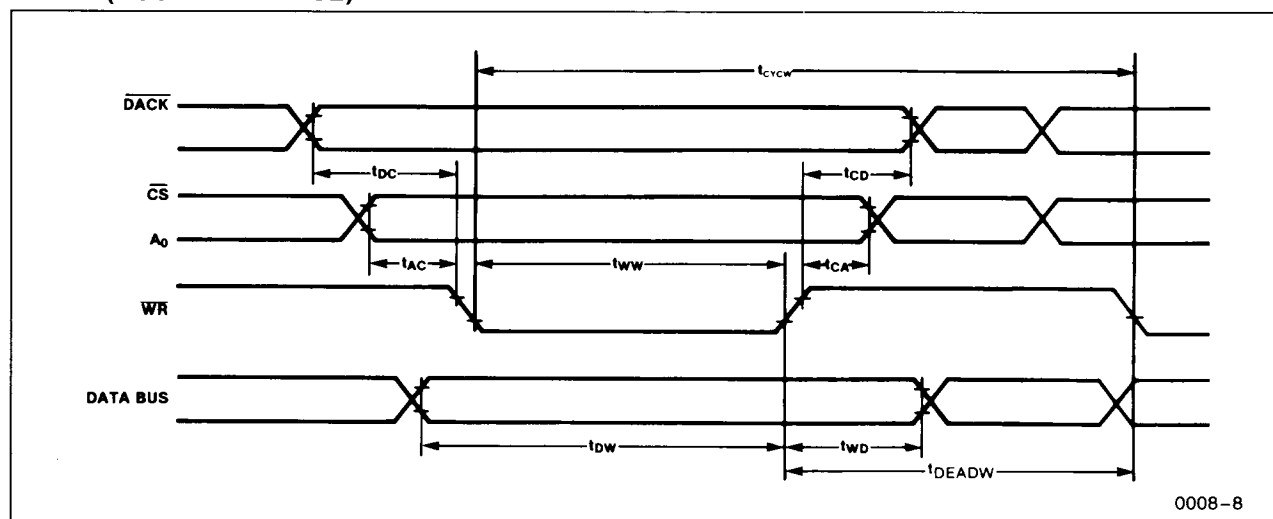 tCYCW
DACK
tDC
tCD
CS
A0
tAC
tWW
tCA
WR
DATA BUS
tDW
tWD
tDEADW
0008-8